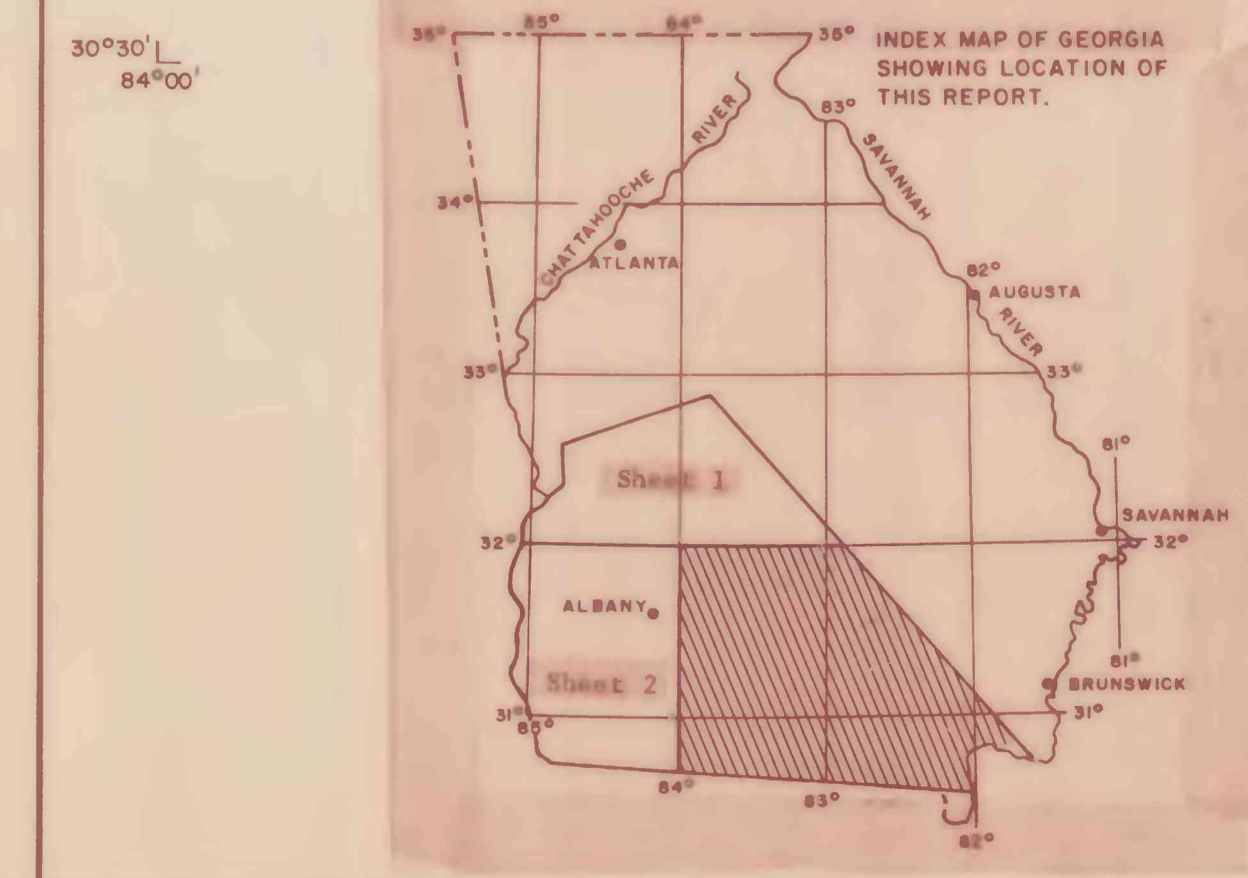 30°30'
84°00'
INDEX MAP OF GEORGIA
SHOWING LOCATION OF
THIS REPORT.
35° 85° 84° 35°
83°
CHATTAHOOCHE RIVER
SAVANNAH RIVER
34°
ATLANTA
82°
AUGUSTA
33° 33°
81°
Sheet 1
SAVANNAH
32° 32°
ALBANY
81°
Sheet 2
BRUNSWICK
31° 31°
85°
84° 83°
82°